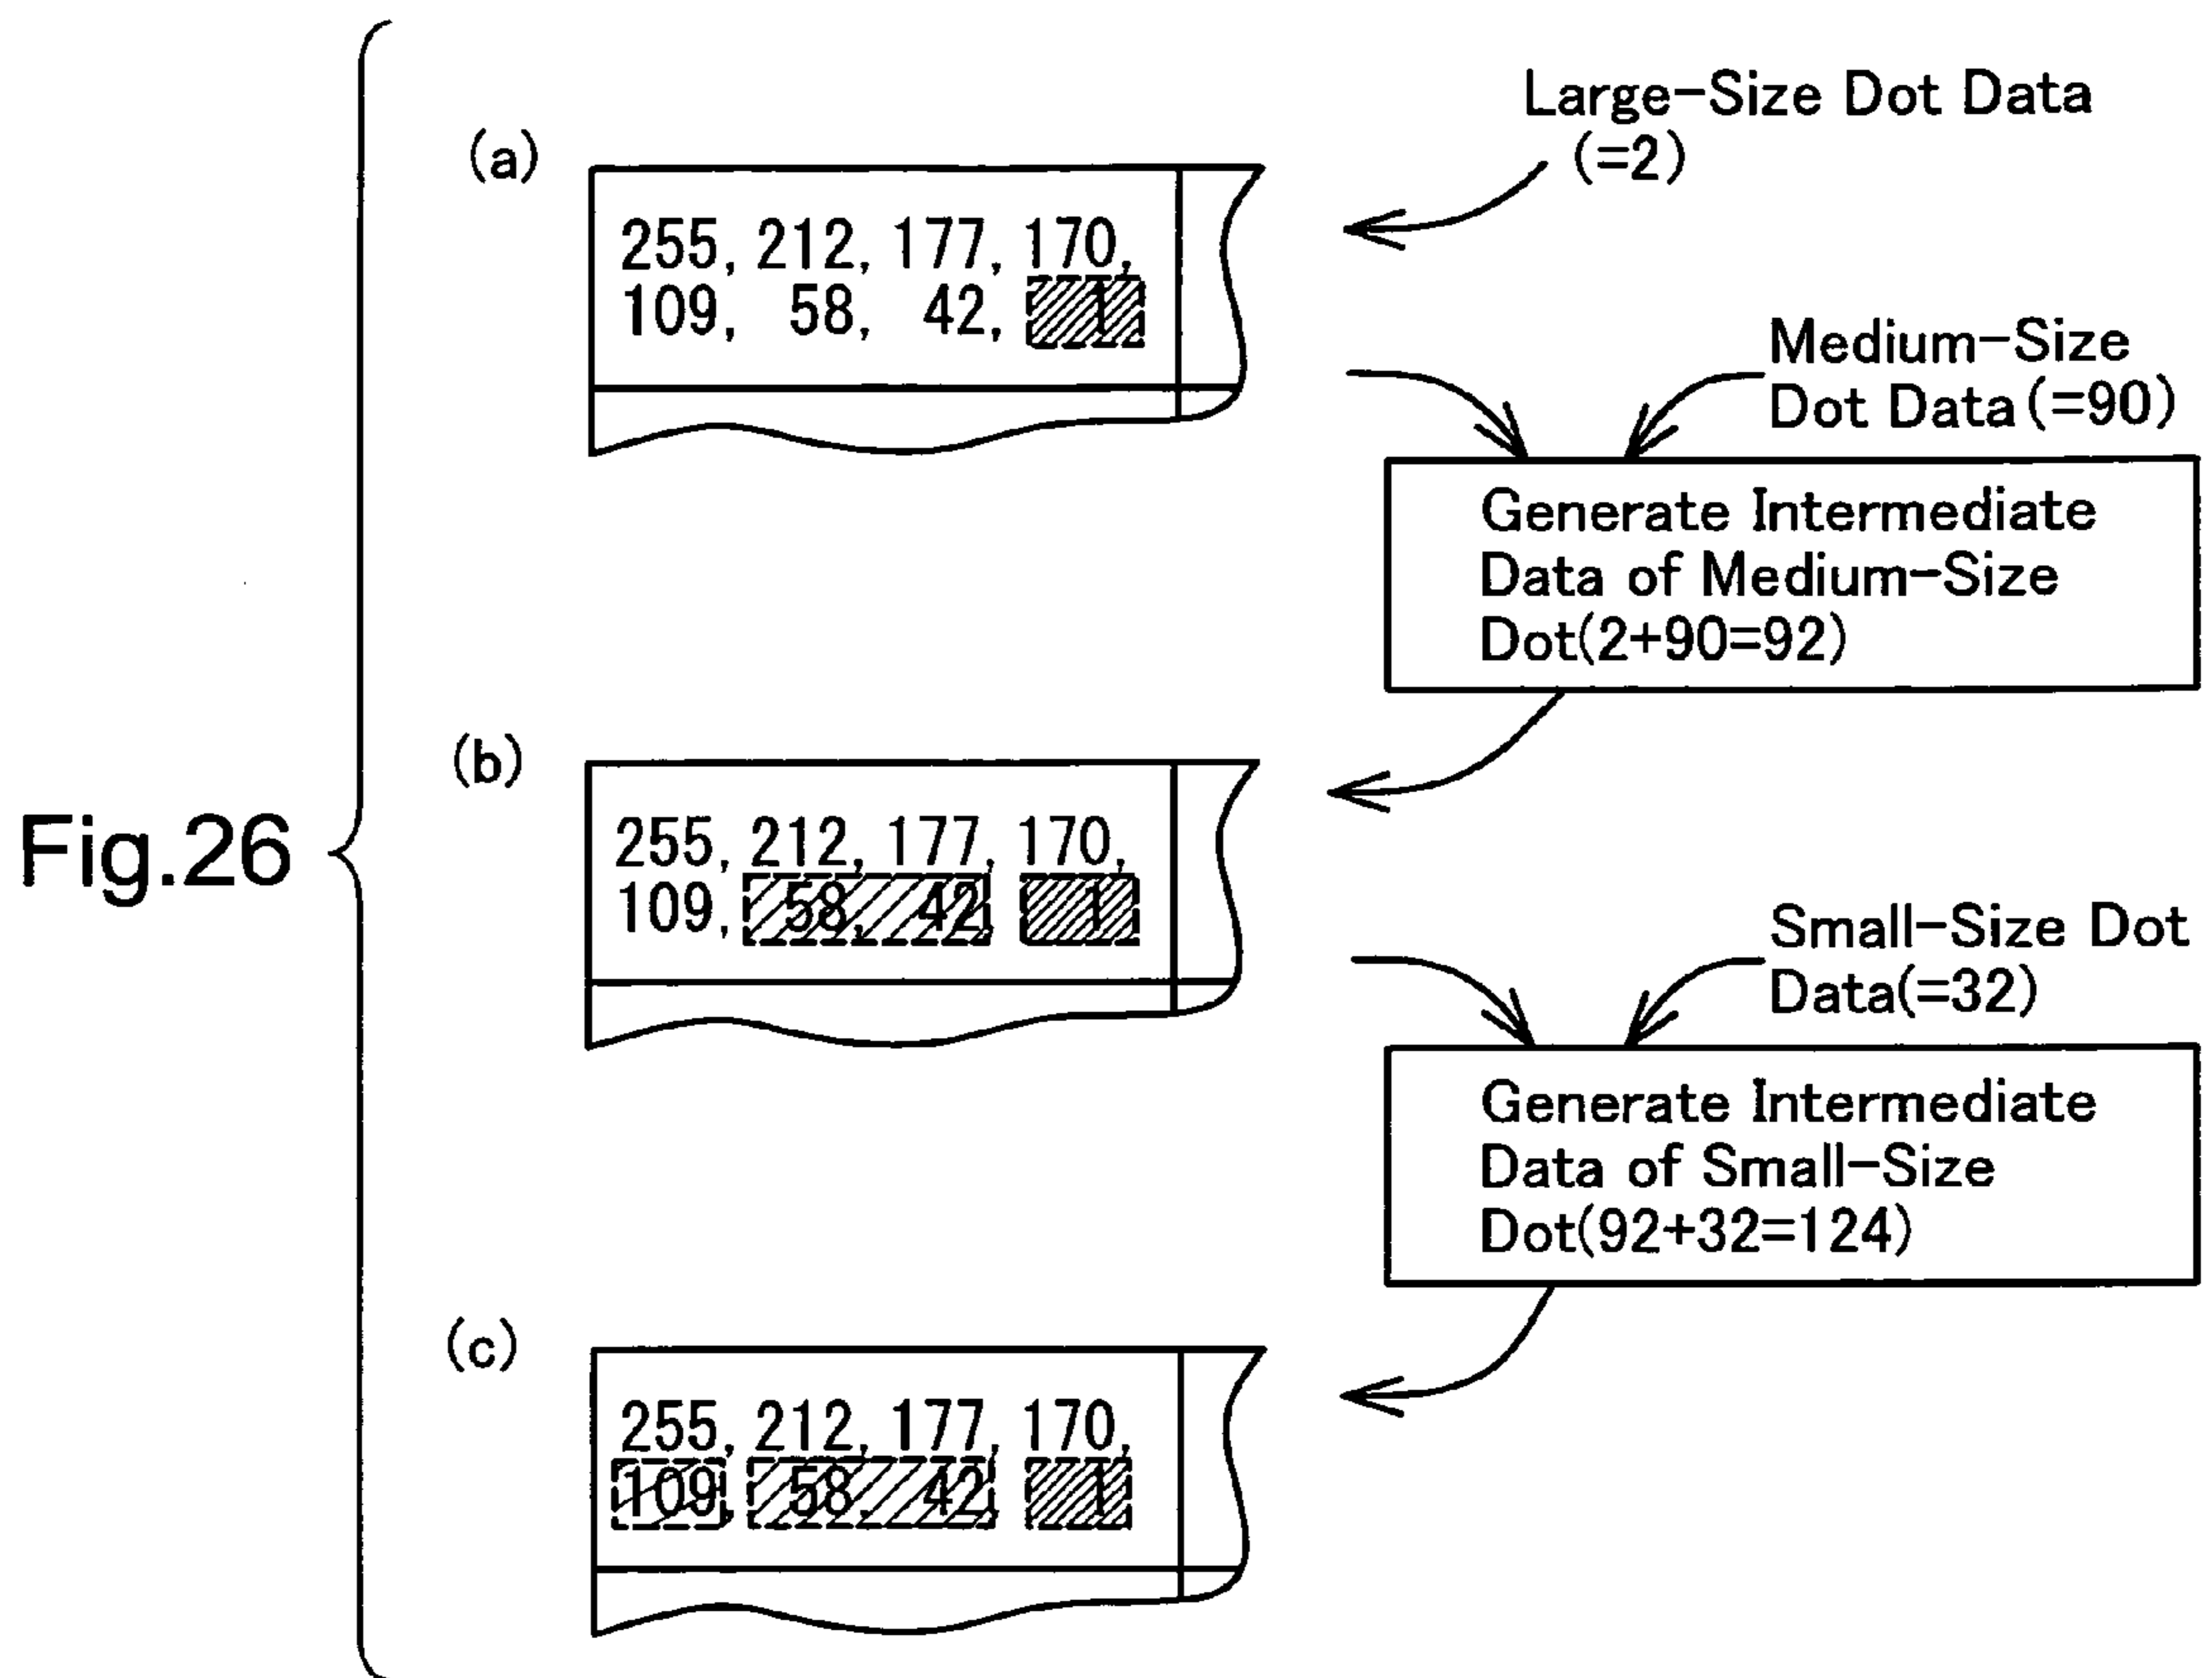 Fig.26
(a)
255, 212, 177, 170,
109, 58, 42, 1
Large-Size Dot Data
(=2)
Medium-Size
Dot Data(=90)
Generate Intermediate
Data of Medium-Size
Dot(2+90=92)
(b)
255, 212, 177, 170,
109, 58, 42, 1
Small-Size Dot
Data(=32)
Generate Intermediate
Data of Small-Size
Dot(92+32=124)
(c)
255, 212, 177, 170,
109, 58, 42, 1